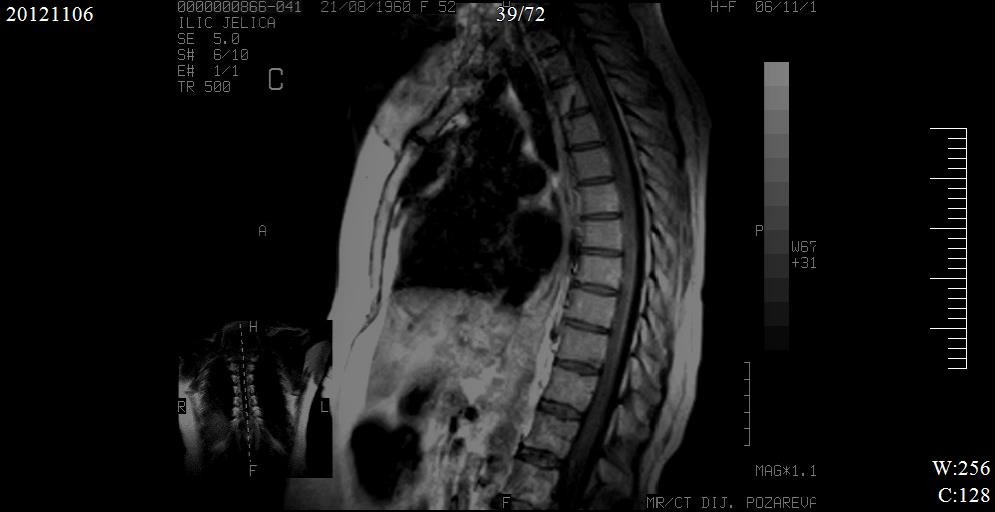 20121106
0000000866-041 21/08/1960 F 52 H 39/72 H-F 06/11/1
ILIC JELICA
SE 5.0
S# 6/10
E# 1/1
TR 500
C
A
P
W67
+31
H
R
L
F
MAG*1.1
W:256
F
MR/CT DIJ. POZAREVA
C:128